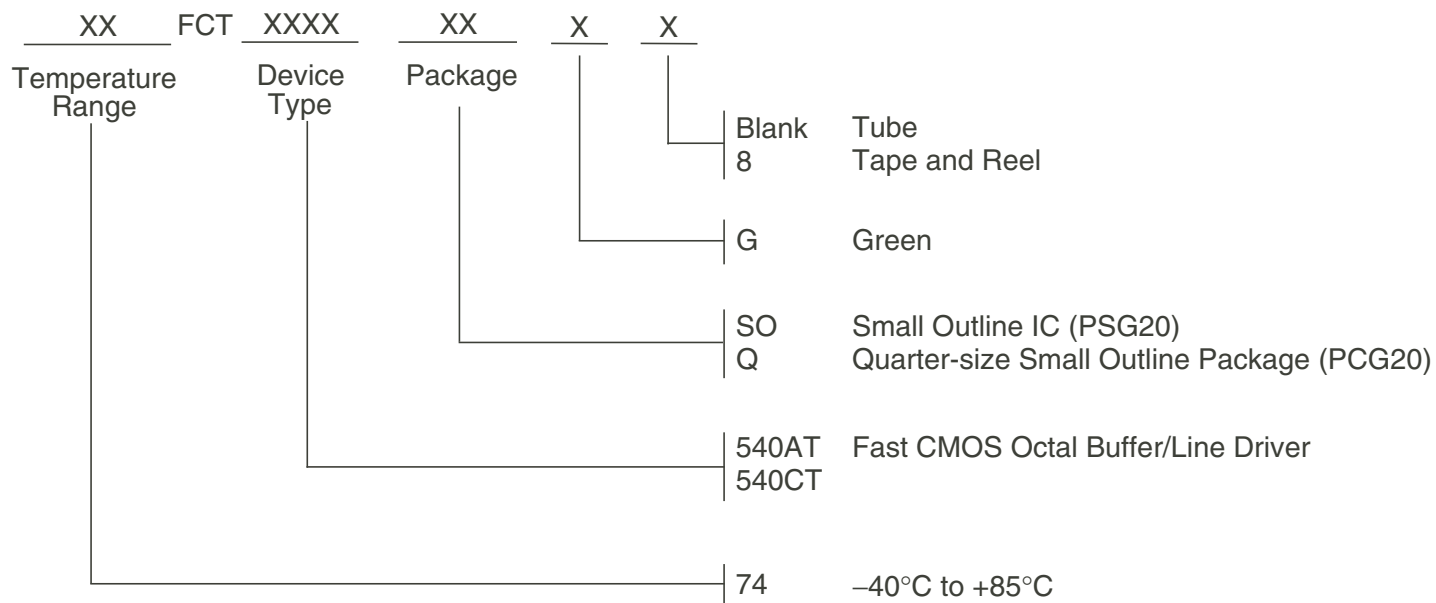 XX FCT XXXX XX X X
Temperature Range
Device Type
Package
Blank Tube
8 Tape and Reel
G Green
SO Small Outline IC (PSG20)
Q Quarter-size Small Outline Package (PCG20)
540AT Fast CMOS Octal Buffer/Line Driver
540CT
74 –40°C to +85°C